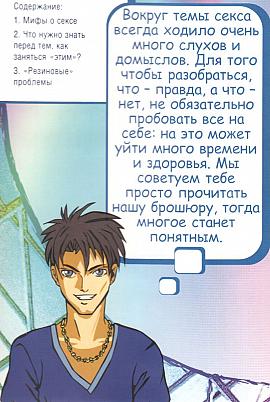 Содержание:
1. Мифы о сексе
2. Что нужно знать
перед тем, как
заняться «этим»?
3. «Резиновые»
проблемы
Вокруг темы секса
всегда ходило очень
много слухов и
домыслов. Для того
чтобы разобраться,
что – правда, а что –
нет, не обязательно
пробовать все на
себе: на это может
уйти много времени
и здоровья. Мы
советуем тебе
просто прочитать
нашу брошюру, тогда
многое станет
понятным.